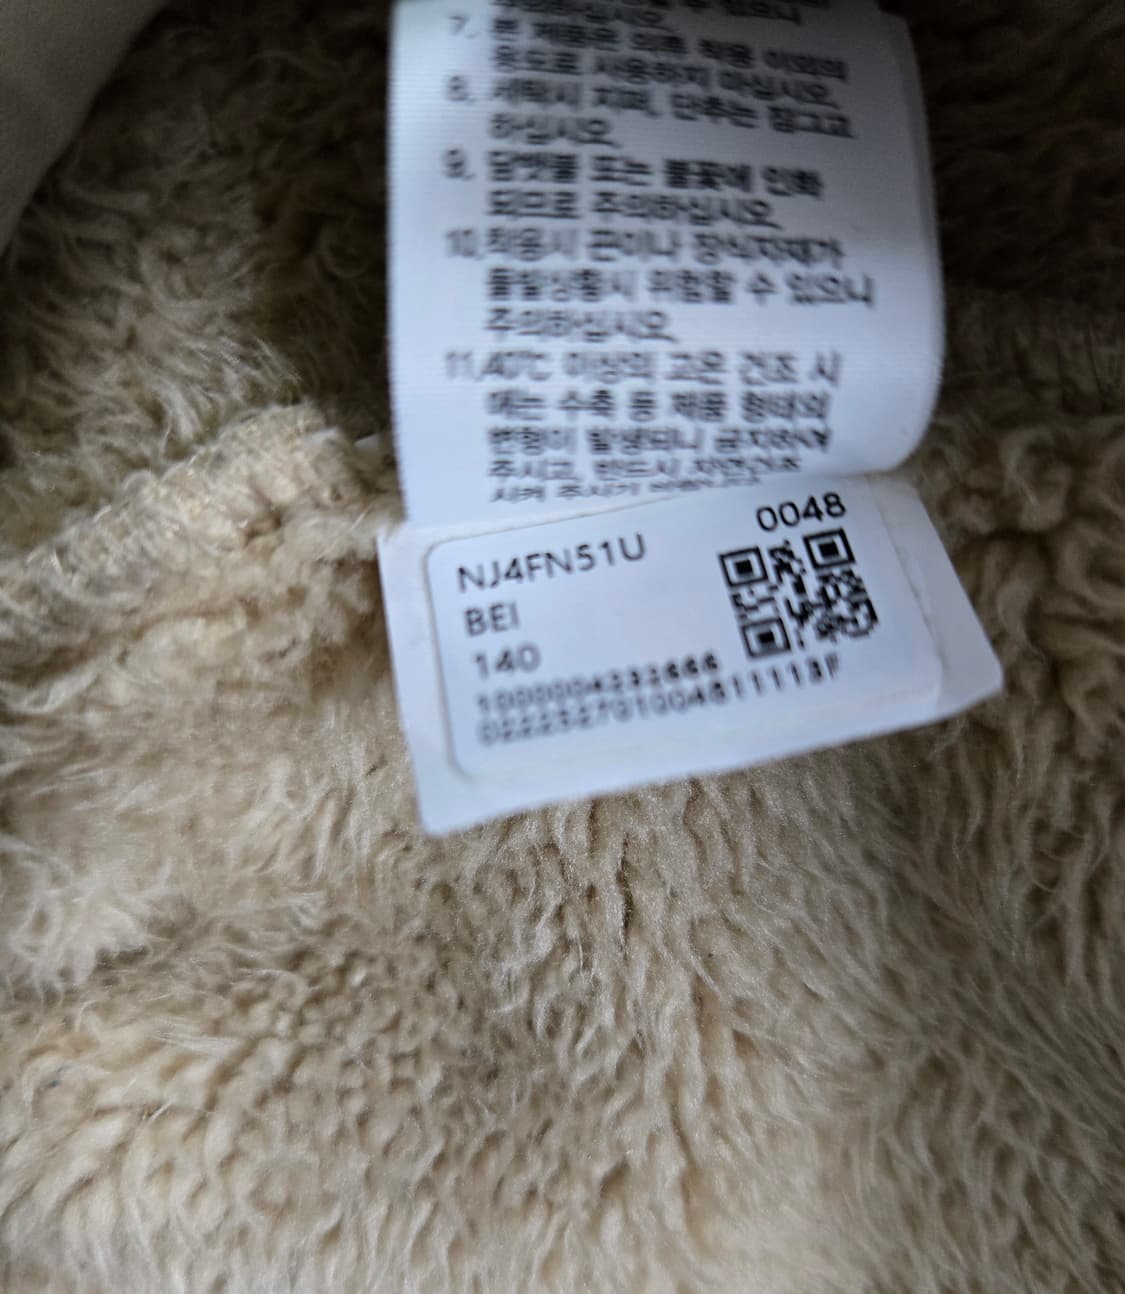 7. 본 제품은 의류 착용 이외의
용도로 사용하지 마십시오.
8. 세탁시 지퍼, 단추는 잠그고
하십시오.
9. 담뱃불 또는 불꽃에 인화
되므로 주의하십시오.
10.착용시 끈이나 장식자재가
돌발상황시 위험할 수 있으니
주의하십시오.
11.40℃ 이상의 고온 건조 시
에는 수축 등 제품 형태의
변형이 발생되니 금지하여
주시고, 반드시 자연건조
0048
NJ4FN51U
BEI
140